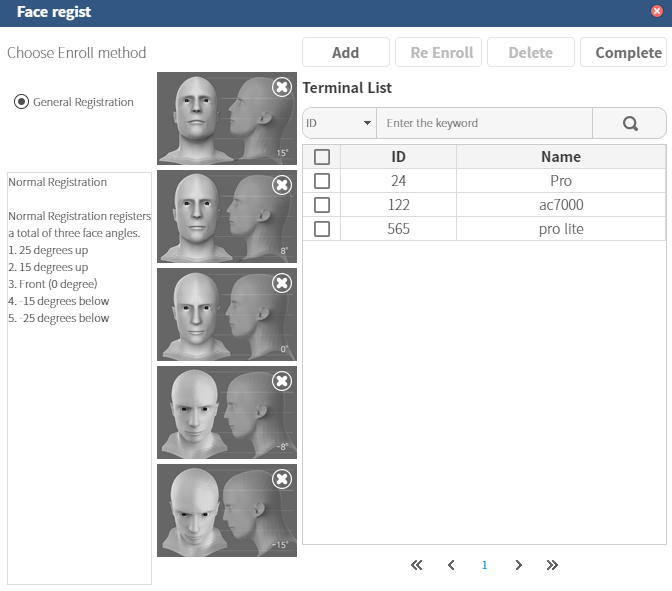 Face regist
Choose Enroll method
General Registration
Normal Registration
Normal Registration registers
a total of three face angles.
1. 25 degrees up
2. 15 degrees up
3. Front (0 degree)
4. -15 degrees below
5. -25 degrees below
15°
8°
0°
-8°
-15°
Add Re Enroll Delete Complete
Terminal List
ID Enter the keyword
ID Name
24 Pro
122 ac7000
565 pro lite
1